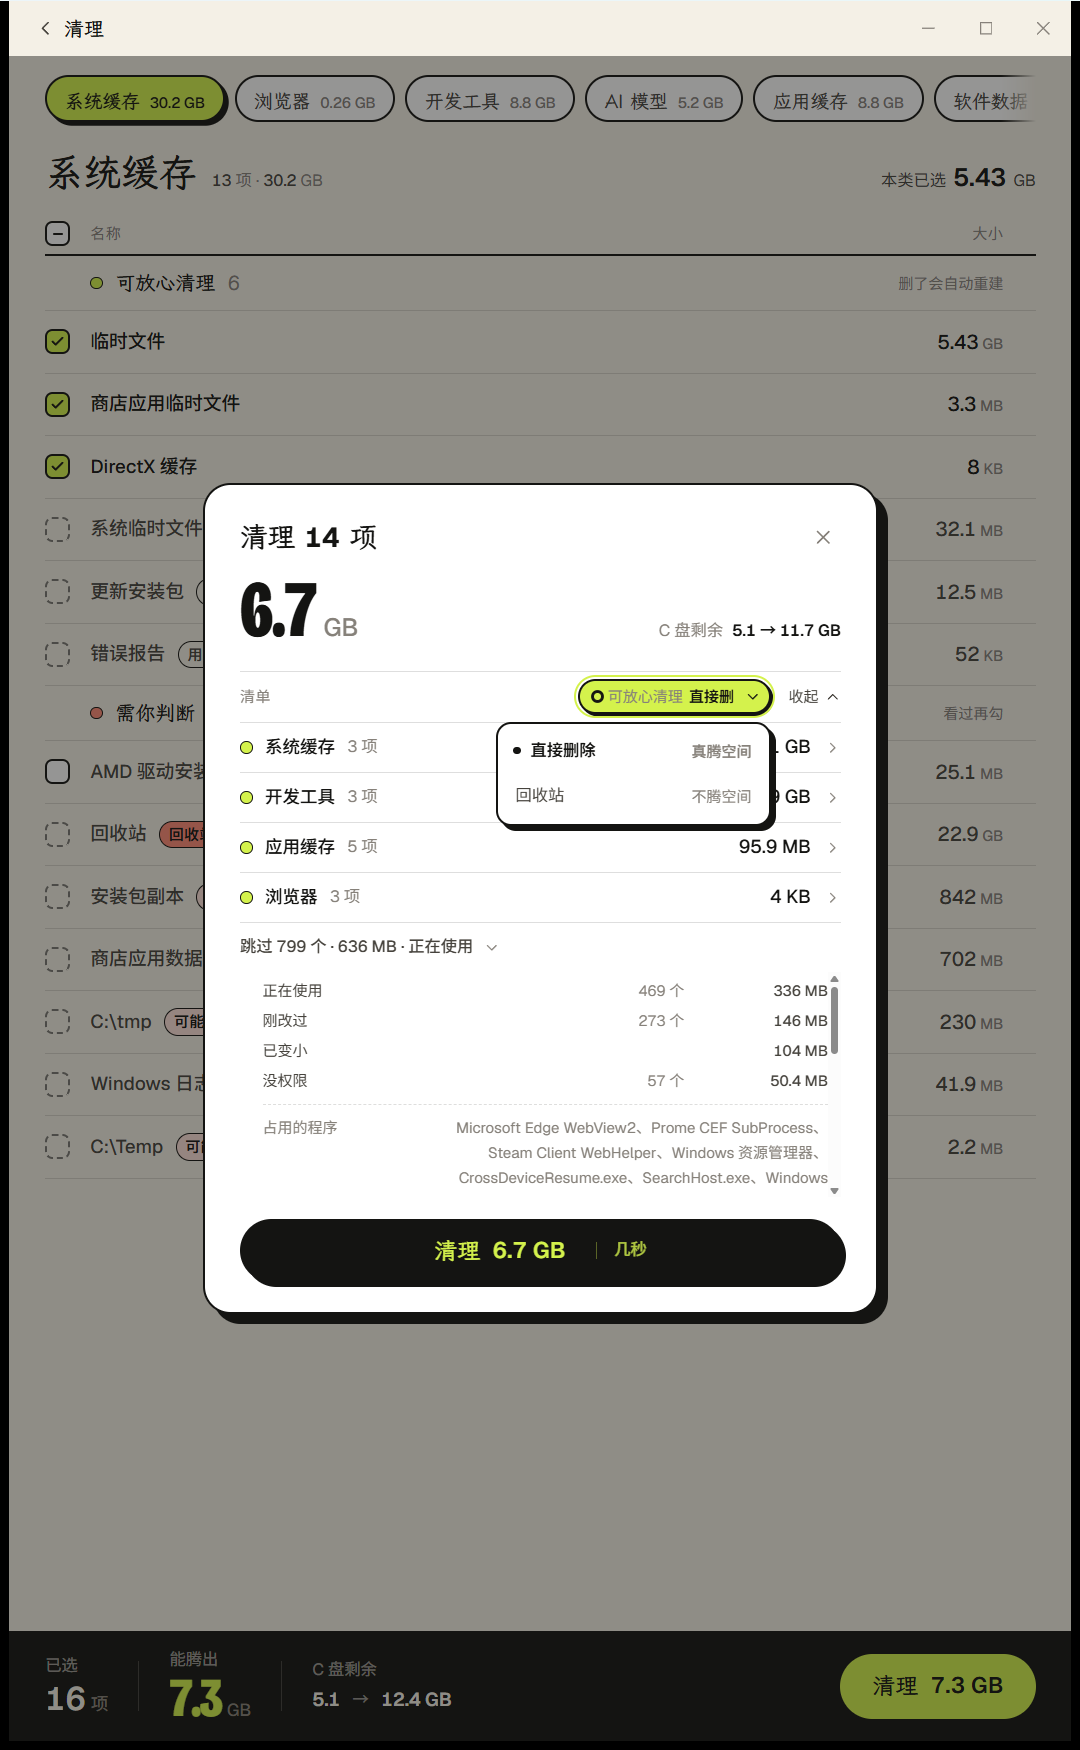 清理
系统缓存 30.2 GB 浏览器 0.26 GB 开发工具 8.8 GB AI 模型 5.2 GB 应用缓存 8.8 GB 软件数据
系统缓存 13 项 · 30.2 GB 本类已选 5.43 GB
名称 大小
可放心清理 6 删了会自动重建
临时文件 5.43 GB
商店应用临时文件 3.3 MB
DirectX 缓存 8 KB
系统临时文件 32.1 MB
更新安装包 12.5 MB
错误报告 用 52 KB
需你判断 看过再勾
AMD 驱动安装 25.1 MB
回收站 回收站 22.9 GB
安装包副本 842 MB
商店应用数据 702 MB
C:\tmp 可能 230 MB
Windows 日志 41.9 MB
C:\Temp 可 2.2 MB
清理 14 项
6.7 GB C 盘剩余 5.1 → 11.7 GB
清单 可放心清理 直接删 收起
直接删除 真腾空间
回收站 不腾空间
系统缓存 3 项 GB
开发工具 3 项 GB
应用缓存 5 项 95.9 MB
浏览器 3 项 4 KB
跳过 799 个 · 636 MB · 正在使用
正在使用 469 个 336 MB
刚改过 273 个 146 MB
已变小 104 MB
没权限 57 个 50.4 MB
占用的程序 Microsoft Edge WebView2、Prome CEF SubProcess、
Steam Client WebHelper、Windows 资源管理器、
CrossDeviceResume.exe、SearchHost.exe、Windows
清理 6.7 GB 几秒
已选 能腾出 C 盘剩余
16 项 7.3 GB 5.1 → 12.4 GB 清理 7.3 GB